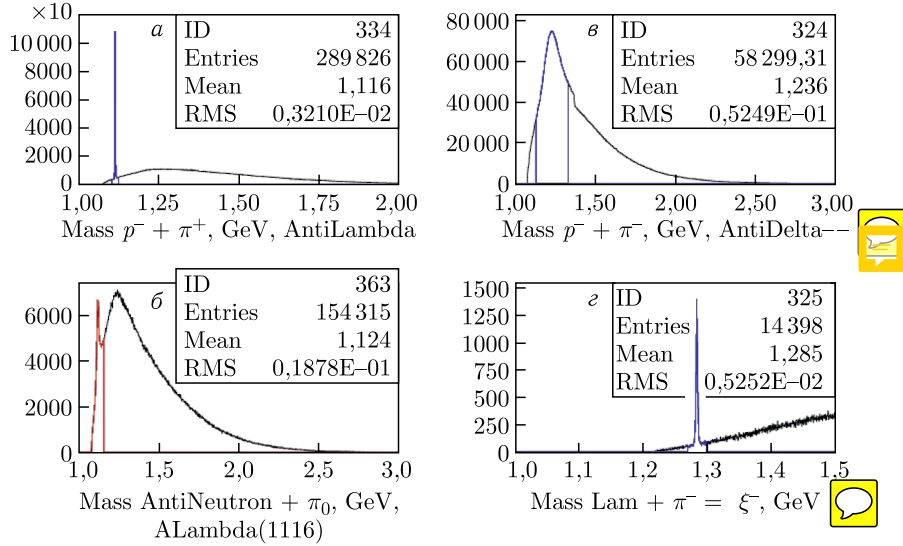 ×10
а
10 000
8000
6000
4000
2000
0
ID 334
Entries 289 826
Mean 1,116
RMS 0,3210E–02
1,00 1,25 1,50 1,75 2,00
Mass p⁻ + π⁺, GeV, AntiLambda
в
80 000
60 000
40 000
20 000
0
ID 324
Entries 58 299,31
Mean 1,236
RMS 0,5249E–01
1,00 1,50 2,00 2,50 3,00
Mass p⁻ + π⁻, GeV, AntiDelta––
б
6000
4000
2000
0
ID 363
Entries 154 315
Mean 1,124
RMS 0,1878E–01
1,0 1,5 2,0 2,5 3,0
Mass AntiNeutron + π₀, GeV,
ALambda(1116)
г
1500
1250
1000
750
500
250
0
ID 325
Entries 14 398
Mean 1,285
RMS 0,5252E–02
1,0 1,1 1,2 1,3 1,4 1,5
Mass Lam + π⁻ = ξ⁻, GeV